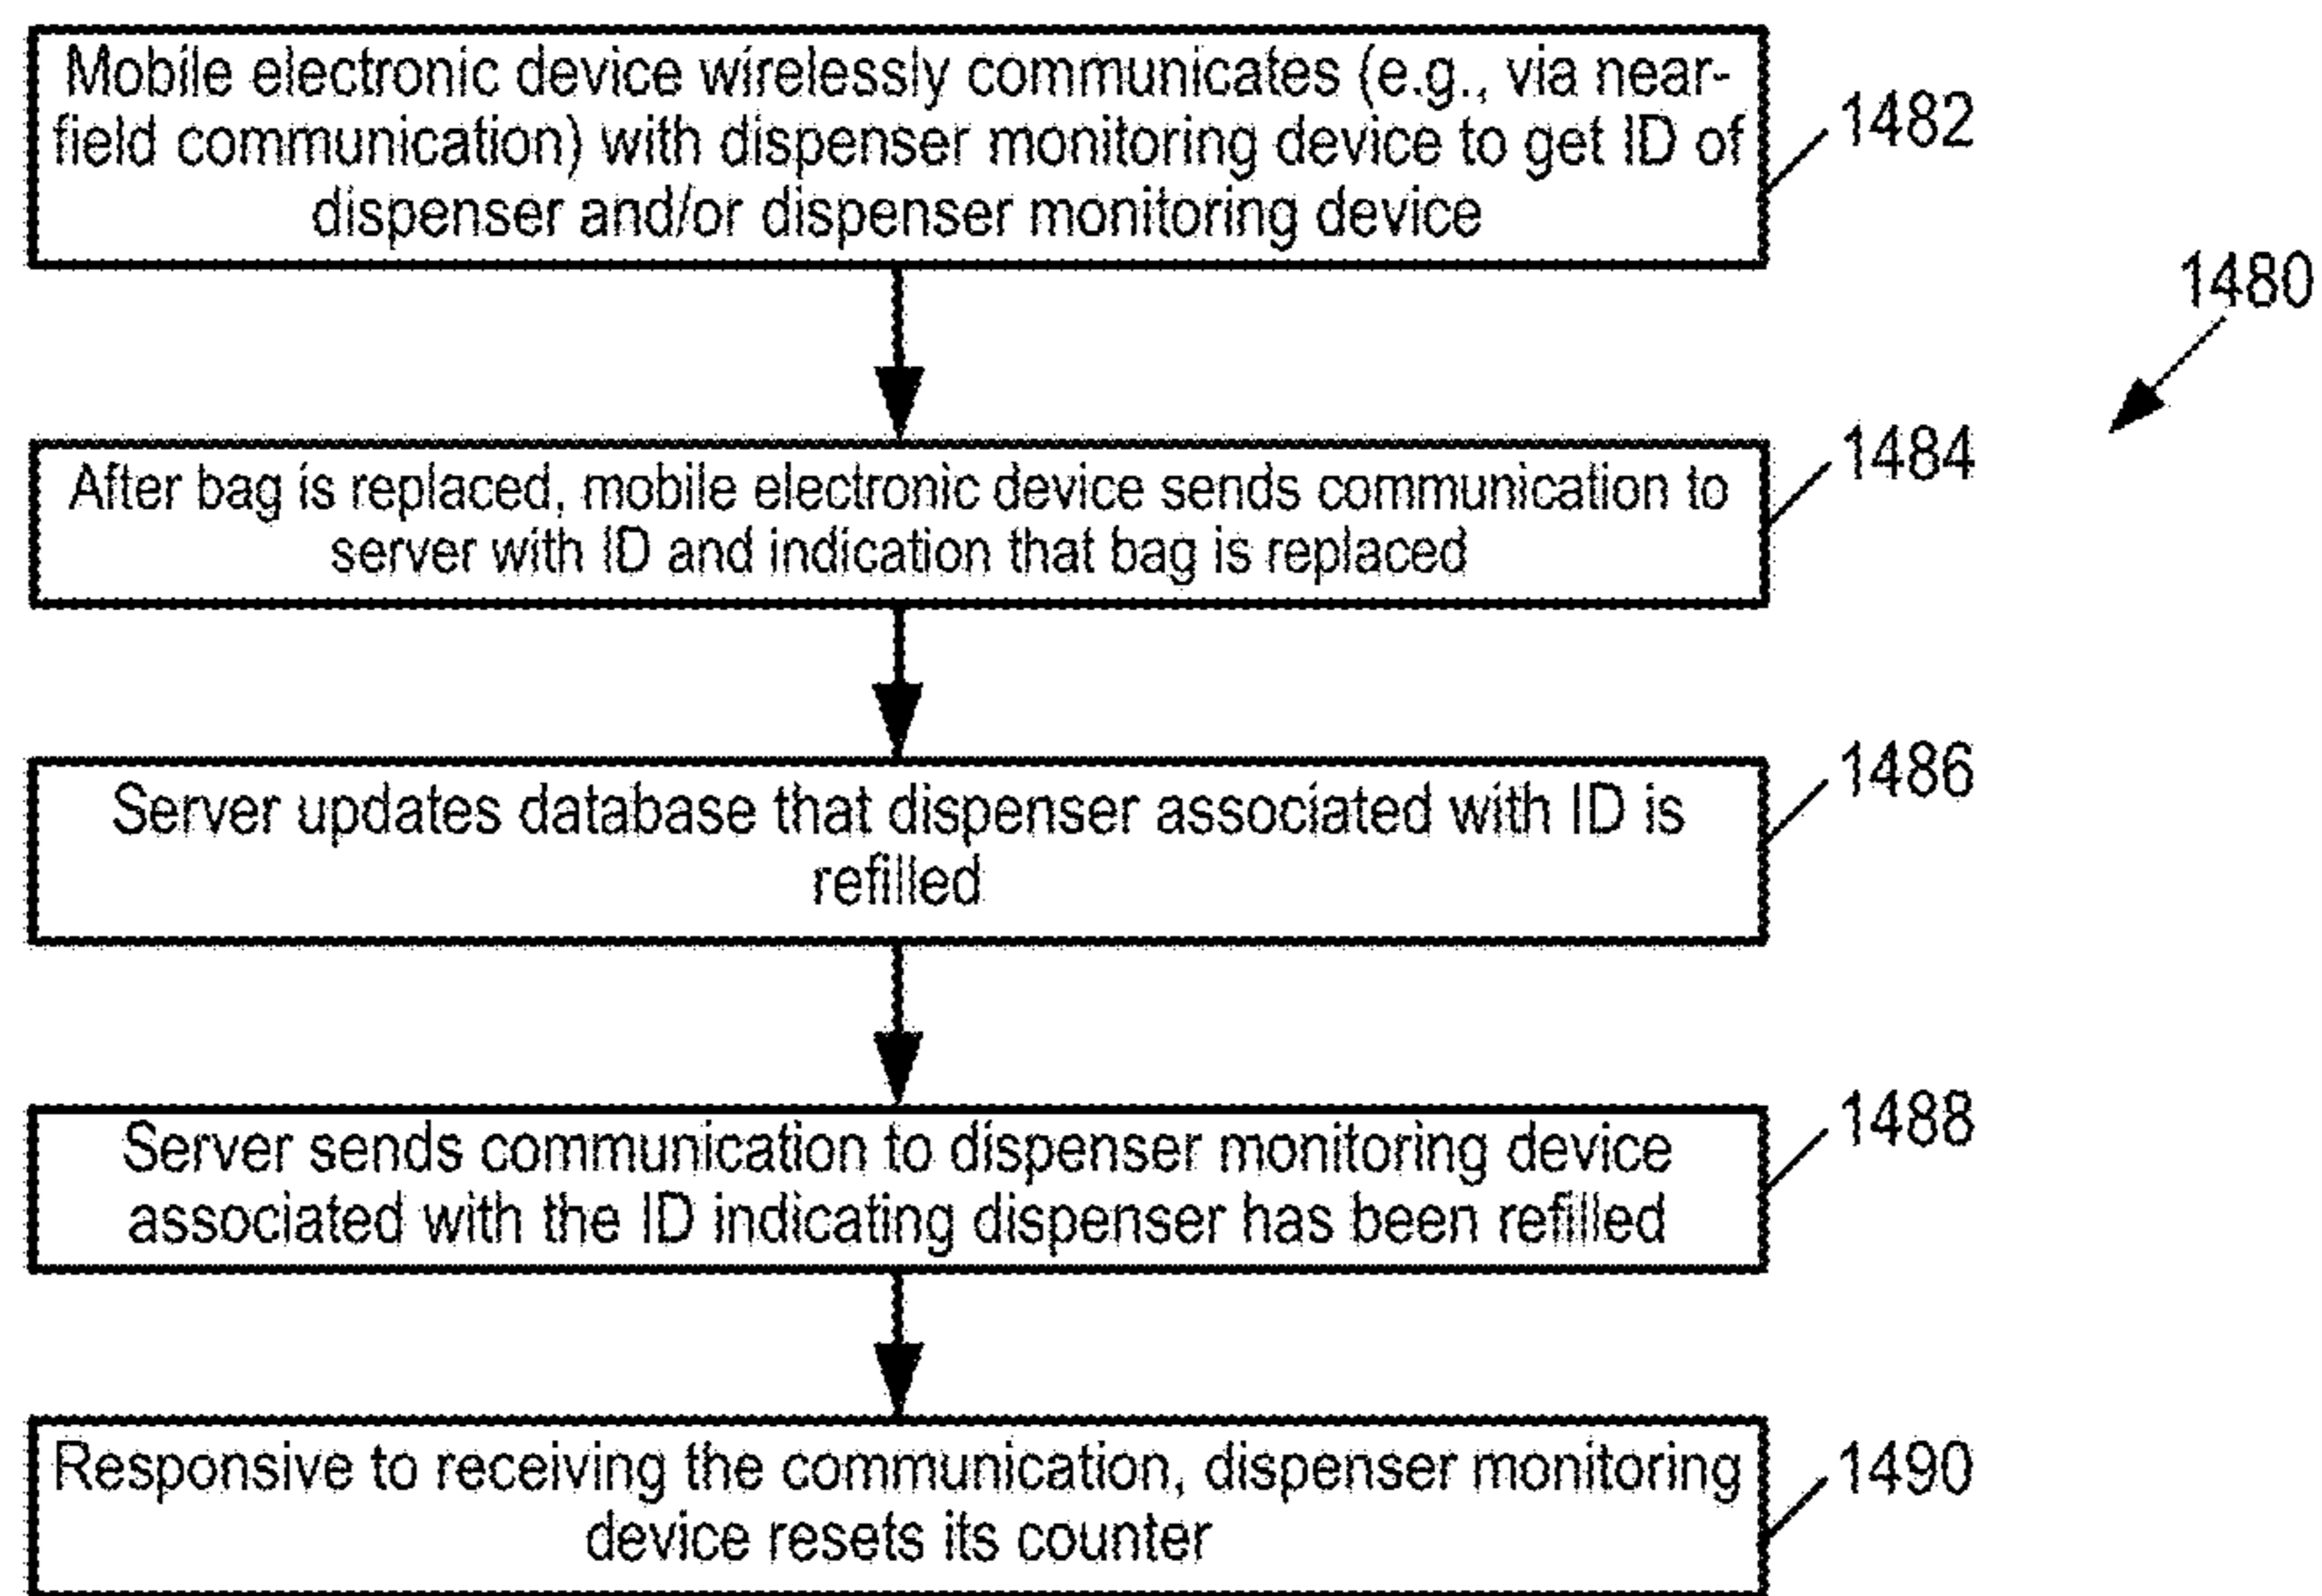 Mobile electronic device wirelessly communicates (e.g., via near-
field communication) with dispenser monitoring device to get ID of
dispenser and/or dispenser monitoring device
1482
1480
After bag is replaced, mobile electronic device sends communication to
server with ID and indication that bag is replaced
1484
Server updates database that dispenser associated with ID is
refilled
1486
Server sends communication to dispenser monitoring device
associated with the ID indicating dispenser has been refilled
1488
Responsive to receiving the communication, dispenser monitoring
device resets its counter
1490